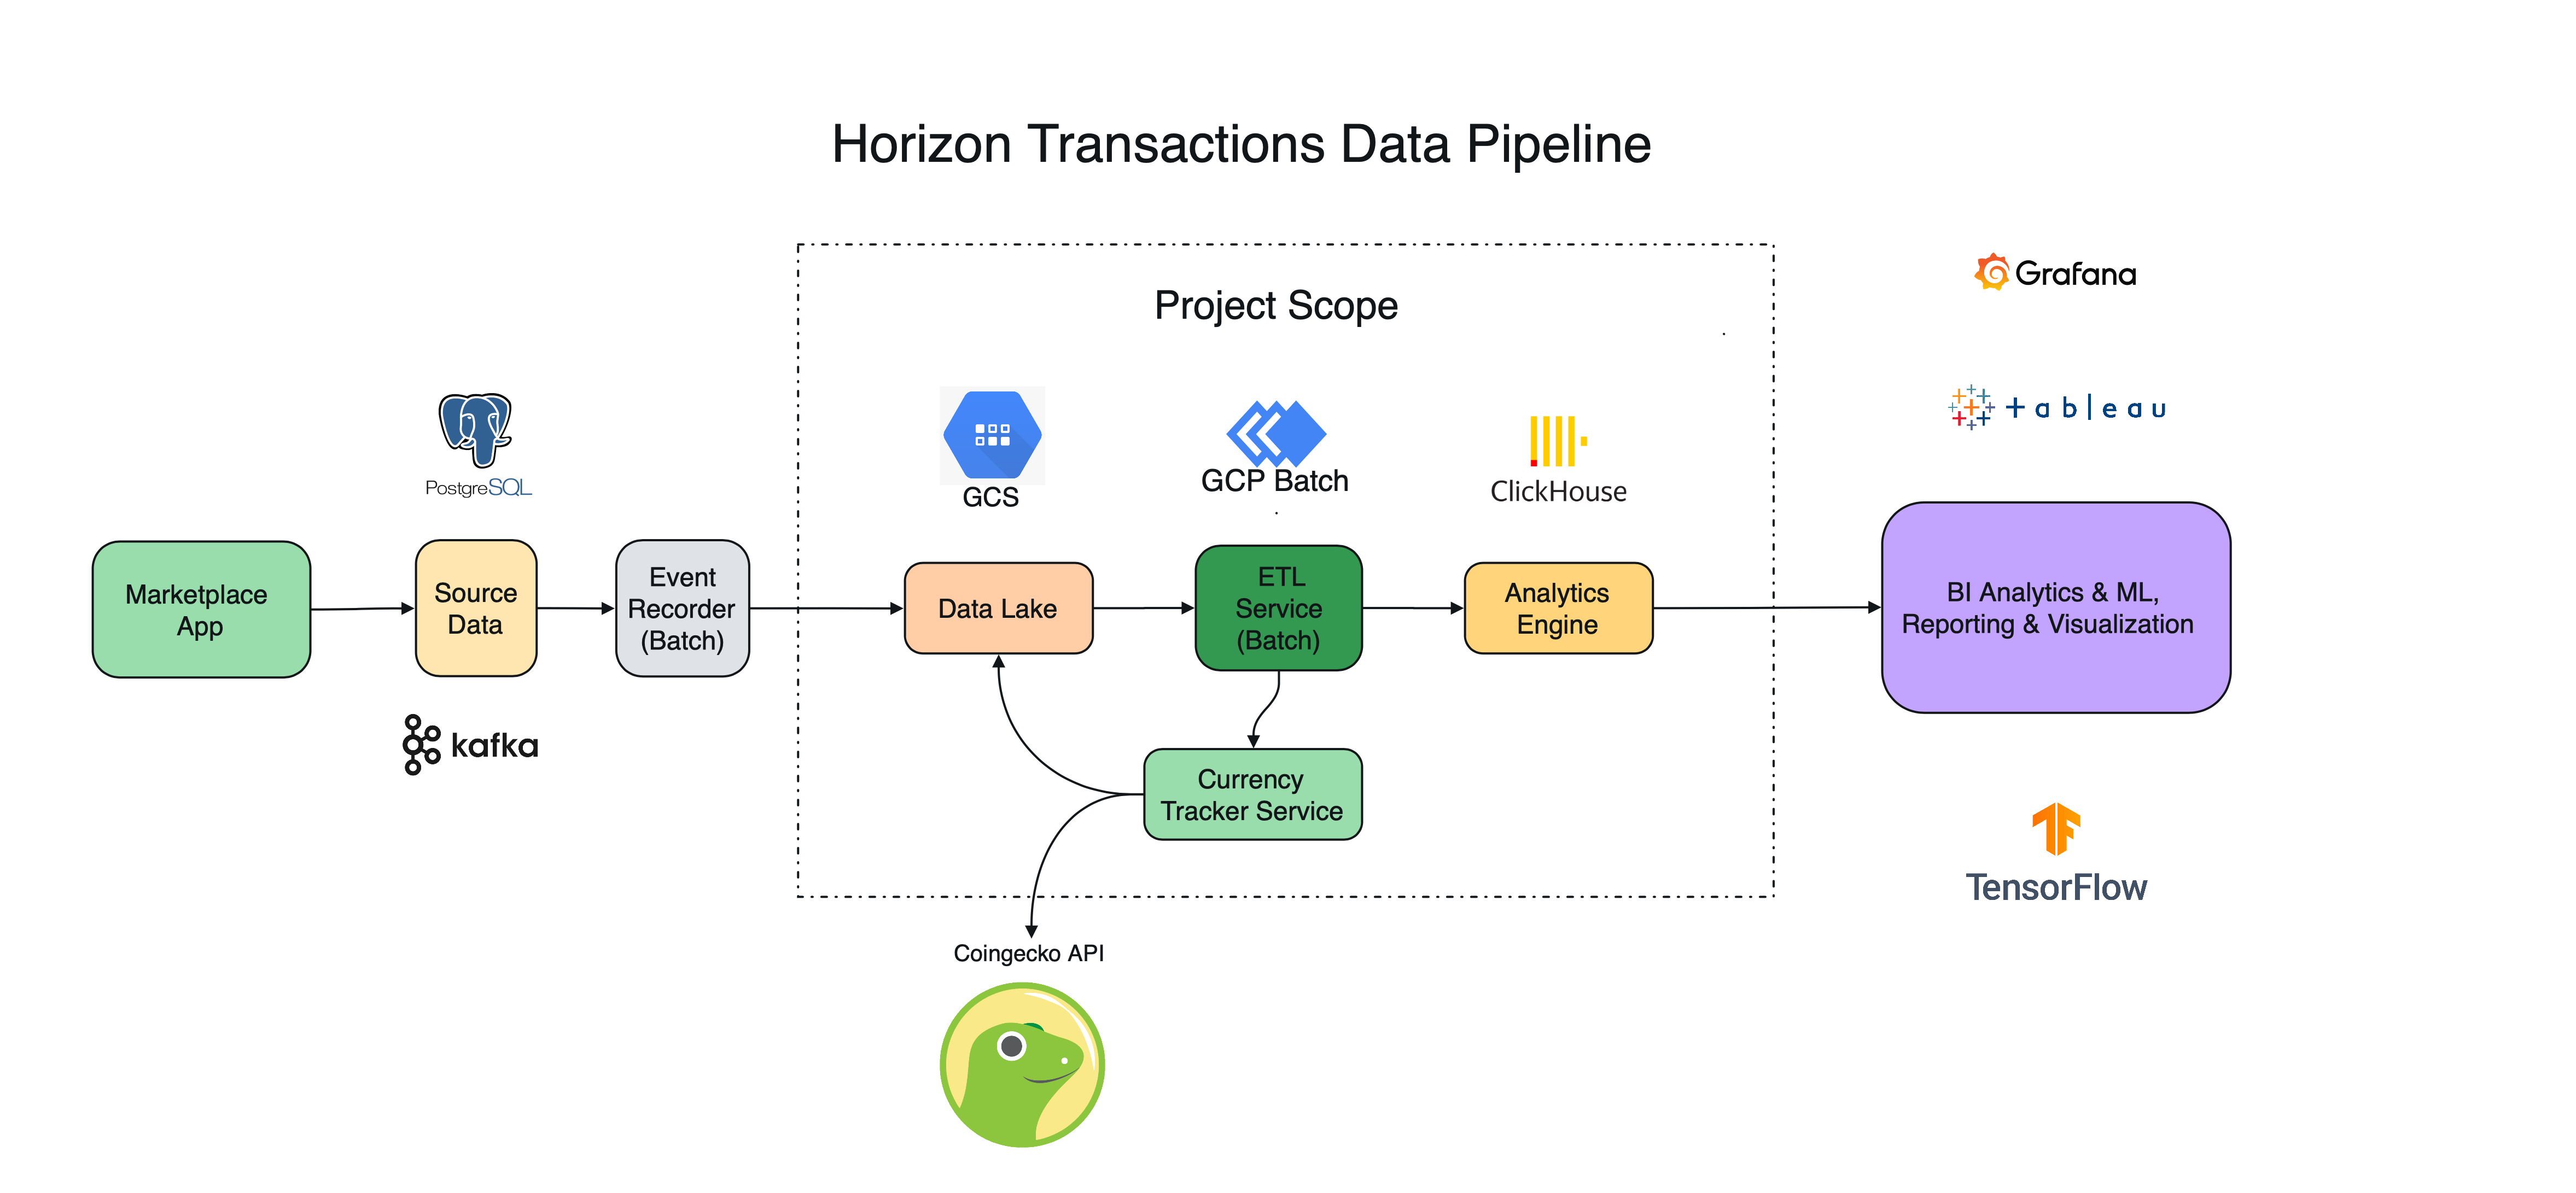 Horizon Transactions Data Pipeline
Project Scope
Grafana
+ableau
PostgreSQL
GCS
GCP Batch
ClickHouse
Marketplace
App
Source
Data
Event
Recorder
(Batch)
Data Lake
ETL
Service
(Batch)
Analytics
Engine
BI Analytics & ML,
Reporting & Visualization
kafka
Currency
Tracker Service
TensorFlow
Coingecko API